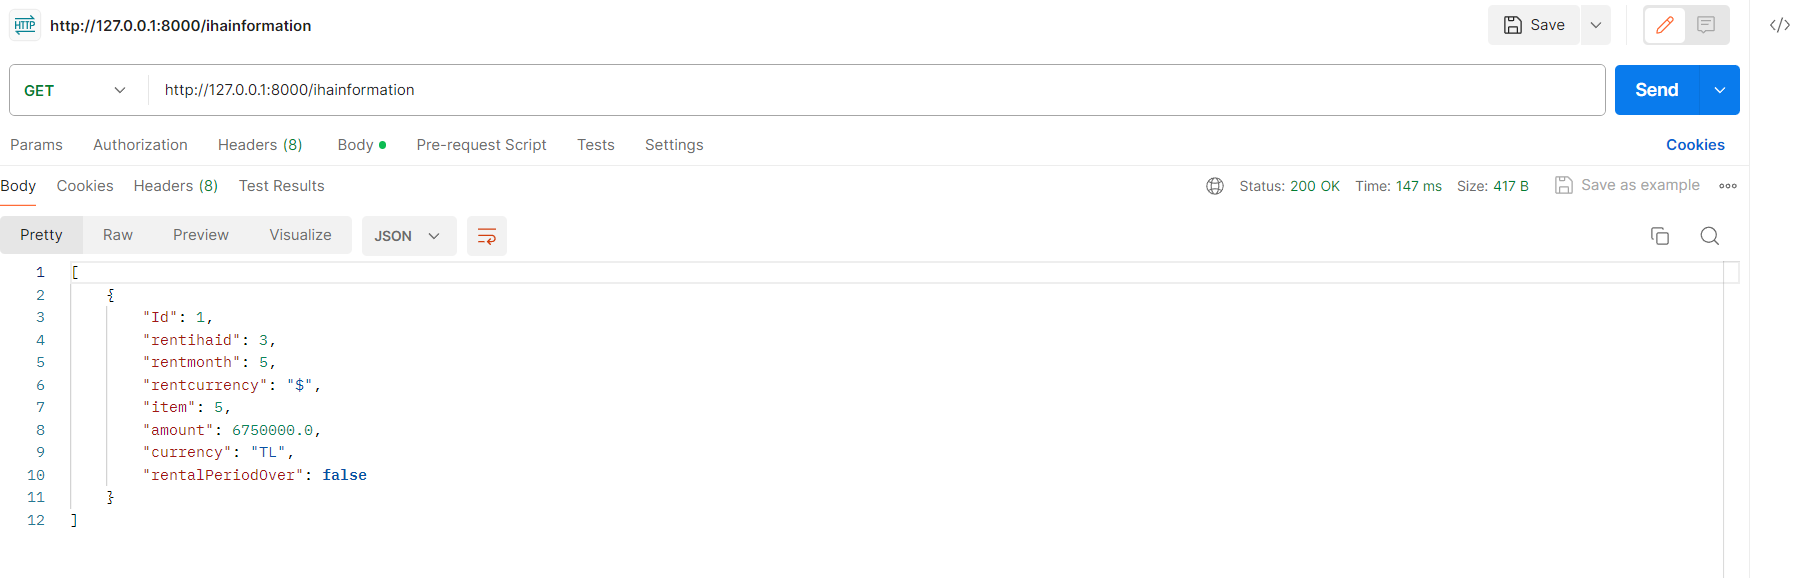 HTTP http://127.0.0.1:8000/ihainformation Save </>
GET http://127.0.0.1:8000/ihainformation Send
Params Authorization Headers (8) Body Pre-request Script Tests Settings Cookies
Body Cookies Headers (8) Test Results Status: 200 OK Time: 147 ms Size: 417 B Save as example
Pretty Raw Preview Visualize JSON
1 [
2 {
3 "Id": 1,
4 "rentihaid": 3,
5 "rentmonth": 5,
6 "rentcurrency": "$",
7 "item": 5,
8 "amount": 6750000.0,
9 "currency": "TL",
10 "rentalPeriodOver": false
11 }
12 ]